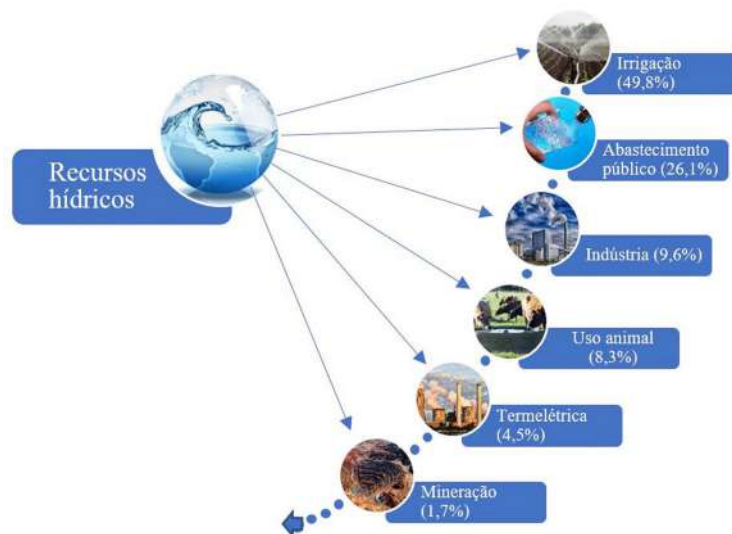 Recursos
hídricos
Irrigação
(49,8%)
Abastecimento
público (26,1%)
Indústria (9,6%)
Uso animal
(8,3%)
Termelétrica
(4,5%)
Mineração
(1,7%)